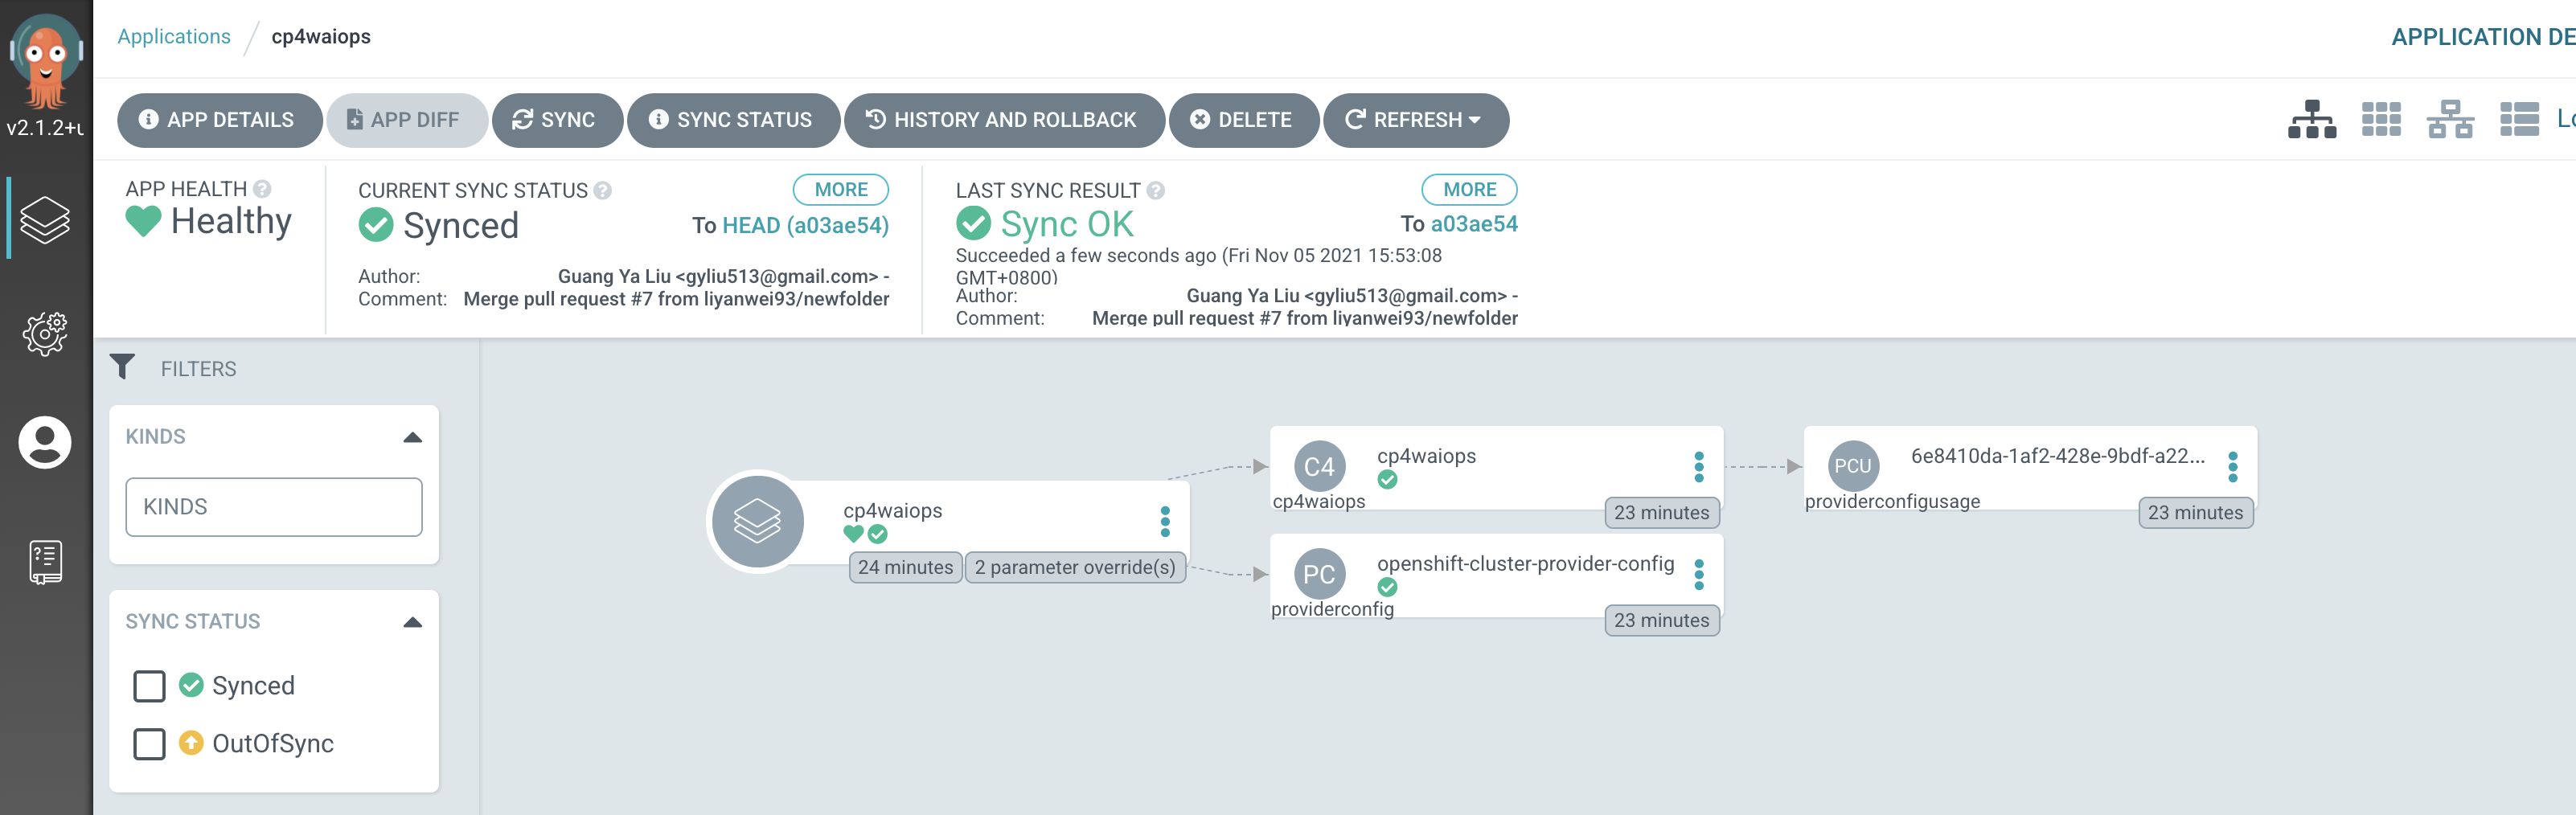 v2.1.2+u
Applications / cp4waiops
APPLICATION DE
APP DETAILS
APP DIFF
SYNC
SYNC STATUS
HISTORY AND ROLLBACK
DELETE
REFRESH
Lo
APP HEALTH ?
Healthy
CURRENT SYNC STATUS ?
MORE
Synced
To HEAD (a03ae54)
Author: Guang Ya Liu <gyliu513@gmail.com> -
Comment: Merge pull request #7 from liyanwei93/newfolder
LAST SYNC RESULT ?
MORE
Sync OK
To a03ae54
Succeeded a few seconds ago (Fri Nov 05 2021 15:53:08
GMT+0800)
Author: Guang Ya Liu <gyliu513@gmail.com> -
Comment: Merge pull request #7 from liyanwei93/newfolder
FILTERS
KINDS
KINDS
SYNC STATUS
Synced
OutOfSync
cp4waiops
24 minutes
2 parameter override(s)
C4
cp4waiops
cp4waiops
23 minutes
PC
openshift-cluster-provider-config
providerconfig
23 minutes
PCU
6e8410da-1af2-428e-9bdf-a22...
providerconfigusage
23 minutes